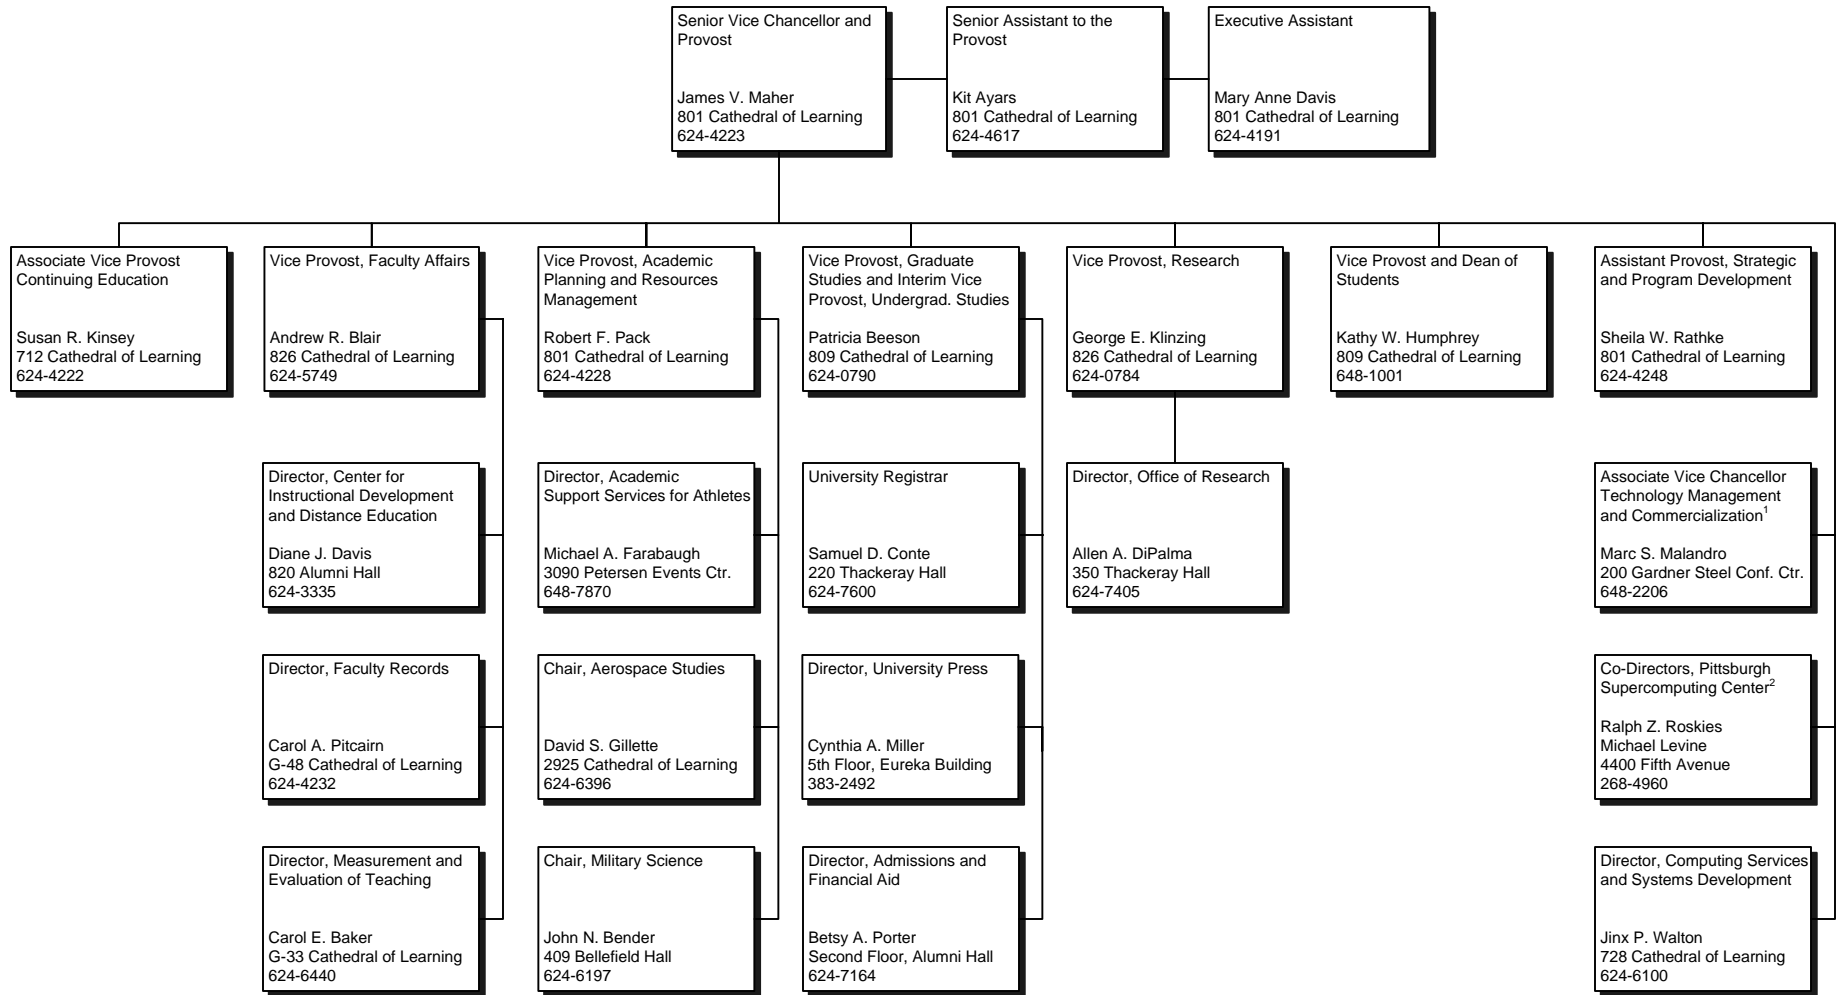 Senior Vice Chancellor and
Provost
James V. Maher
801 Cathedral of Learning
624-4223
Senior Assistant to the
Provost
Kit Ayars
801 Cathedral of Learning
624-4617
Executive Assistant
Mary Anne Davis
801 Cathedral of Learning
624-4191
Associate Vice Provost
Continuing Education
Susan R. Kinsey
712 Cathedral of Learning
624-4222
Vice Provost, Faculty Affairs
Andrew R. Blair
826 Cathedral of Learning
624-5749
Vice Provost, Academic
Planning and Resources
Management
Robert F. Pack
801 Cathedral of Learning
624-4228
Vice Provost, Graduate
Studies and Interim Vice
Provost, Undergrad. Studies
Patricia Beeson
809 Cathedral of Learning
624-0790
Vice Provost, Research
George E. Klinzing
826 Cathedral of Learning
624-0784
Vice Provost and Dean of
Students
Kathy W. Humphrey
809 Cathedral of Learning
648-1001
Assistant Provost, Strategic
and Program Development
Sheila W. Rathke
801 Cathedral of Learning
624-4248
Director, Center for
Instructional Development
and Distance Education
Diane J. Davis
820 Alumni Hall
624-3335
Director, Academic
Support Services for Athletes
Michael A. Farabaugh
3090 Petersen Events Ctr.
648-7870
University Registrar
Samuel D. Conte
220 Thackeray Hall
624-7600
Director, Office of Research
Allen A. DiPalma
350 Thackeray Hall
624-7405
Associate Vice Chancellor
Technology Management
and Commercialization¹
Marc S. Malandro
200 Gardner Steel Conf. Ctr.
648-2206
Director, Faculty Records
Carol A. Pitcairn
G-48 Cathedral of Learning
624-4232
Chair, Aerospace Studies
David S. Gillette
2925 Cathedral of Learning
624-6396
Director, University Press
Cynthia A. Miller
5th Floor, Eureka Building
383-2492
Co-Directors, Pittsburgh
Supercomputing Center²
Ralph Z. Roskies
Michael Levine
4400 Fifth Avenue
268-4960
Director, Measurement and
Evaluation of Teaching
Carol E. Baker
G-33 Cathedral of Learning
624-6440
Chair, Military Science
John N. Bender
409 Bellefield Hall
624-6197
Director, Admissions and
Financial Aid
Betsy A. Porter
Second Floor, Alumni Hall
624-7164
Director, Computing Services
and Systems Development
Jinx P. Walton
728 Cathedral of Learning
624-6100